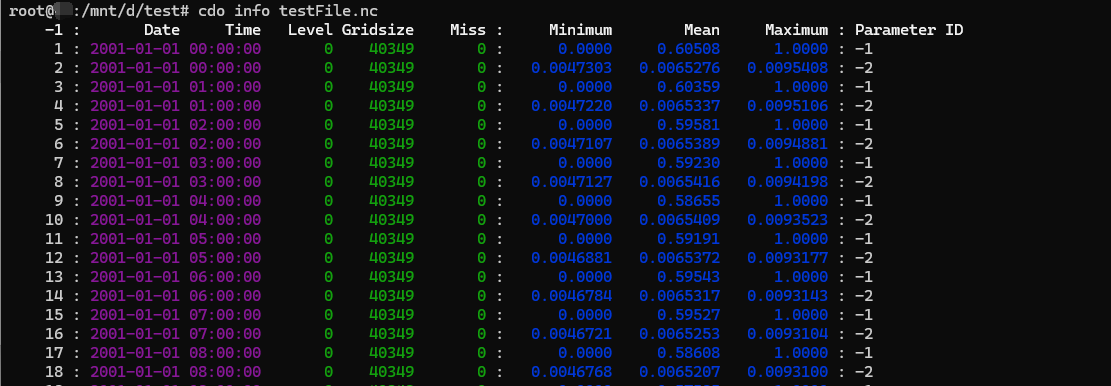 root@ :/mnt/d/test# cdo info testFile.nc
-1 : Date Time Level Gridsize Miss : Minimum Mean Maximum : Parameter ID
1 : 2001-01-01 00:00:00 0 40349 0 : 0.0000 0.60508 1.0000 : -1
2 : 2001-01-01 00:00:00 0 40349 0 : 0.0047303 0.0065276 0.0095408 : -2
3 : 2001-01-01 01:00:00 0 40349 0 : 0.0000 0.60359 1.0000 : -1
4 : 2001-01-01 01:00:00 0 40349 0 : 0.0047220 0.0065337 0.0095106 : -2
5 : 2001-01-01 02:00:00 0 40349 0 : 0.0000 0.59581 1.0000 : -1
6 : 2001-01-01 02:00:00 0 40349 0 : 0.0047107 0.0065389 0.0094881 : -2
7 : 2001-01-01 03:00:00 0 40349 0 : 0.0000 0.59230 1.0000 : -1
8 : 2001-01-01 03:00:00 0 40349 0 : 0.0047127 0.0065416 0.0094198 : -2
9 : 2001-01-01 04:00:00 0 40349 0 : 0.0000 0.58655 1.0000 : -1
10 : 2001-01-01 04:00:00 0 40349 0 : 0.0047000 0.0065409 0.0093523 : -2
11 : 2001-01-01 05:00:00 0 40349 0 : 0.0000 0.59191 1.0000 : -1
12 : 2001-01-01 05:00:00 0 40349 0 : 0.0046881 0.0065372 0.0093177 : -2
13 : 2001-01-01 06:00:00 0 40349 0 : 0.0000 0.59543 1.0000 : -1
14 : 2001-01-01 06:00:00 0 40349 0 : 0.0046784 0.0065317 0.0093143 : -2
15 : 2001-01-01 07:00:00 0 40349 0 : 0.0000 0.59527 1.0000 : -1
16 : 2001-01-01 07:00:00 0 40349 0 : 0.0046721 0.0065253 0.0093104 : -2
17 : 2001-01-01 08:00:00 0 40349 0 : 0.0000 0.58608 1.0000 : -1
18 : 2001-01-01 08:00:00 0 40349 0 : 0.0046768 0.0065207 0.0093100 : -2